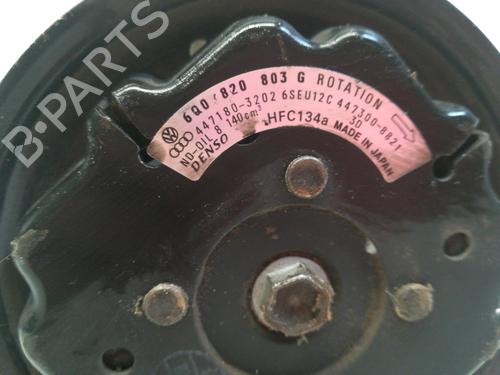 B-PARTS
6Q0 820 803 G ROTATION
447180-3202 6SEU12C 447300-8821
ND-OIL 8 140cm³ HFC134a 30
DENSO MADE IN JAPAN